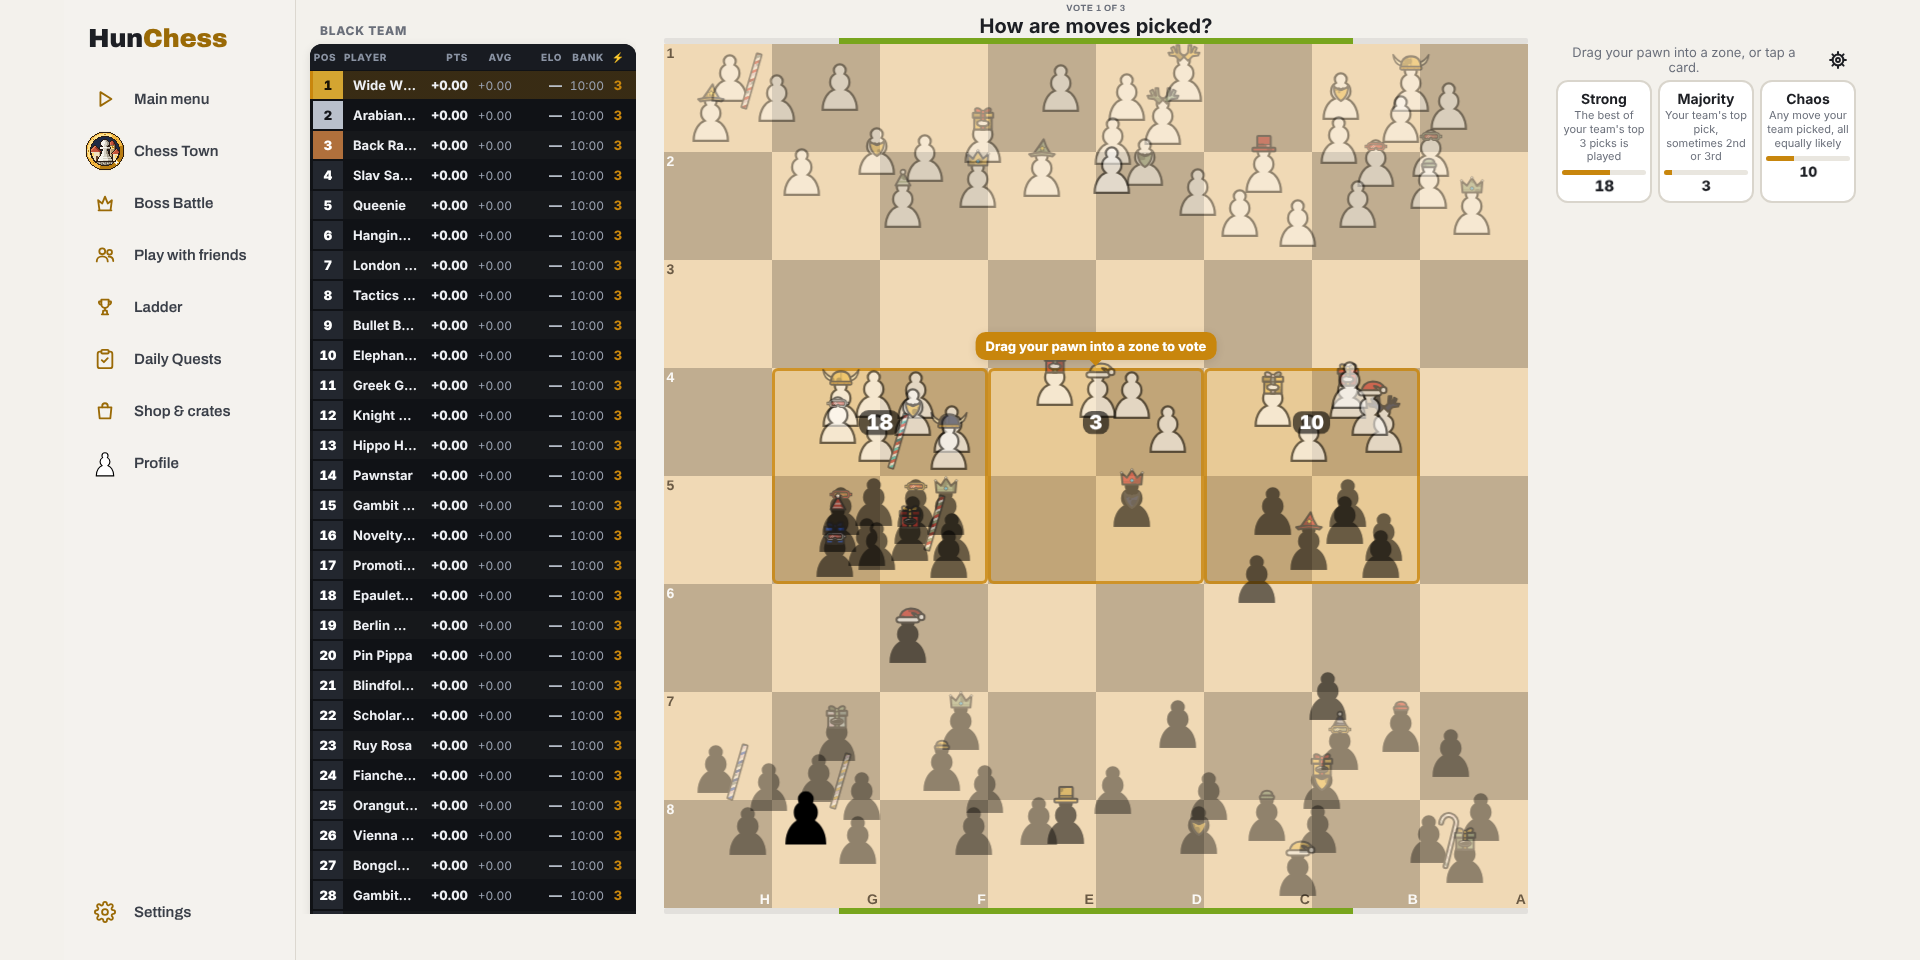 HunChess
Main menu
Chess Town
Boss Battle
Play with friends
Ladder
Daily Quests
Shop & crates
Profile
Settings
BLACK TEAM
POS PLAYER PTS AVG ELO BANK ⚡
1 Wide W... +0.00 +0.00 — 10:00 3
2 Arabian... +0.00 +0.00 — 10:00 3
3 Back Ra... +0.00 +0.00 — 10:00 3
4 Slav Sa... +0.00 +0.00 — 10:00 3
5 Queenie +0.00 +0.00 — 10:00 3
6 Hangin... +0.00 +0.00 — 10:00 3
7 London ... +0.00 +0.00 — 10:00 3
8 Tactics ... +0.00 +0.00 — 10:00 3
9 Bullet B... +0.00 +0.00 — 10:00 3
10 Elephan... +0.00 +0.00 — 10:00 3
11 Greek G... +0.00 +0.00 — 10:00 3
12 Knight ... +0.00 +0.00 — 10:00 3
13 Hippo H... +0.00 +0.00 — 10:00 3
14 Pawnstar +0.00 +0.00 — 10:00 3
15 Gambit ... +0.00 +0.00 — 10:00 3
16 Novelty... +0.00 +0.00 — 10:00 3
17 Promoti... +0.00 +0.00 — 10:00 3
18 Epaulet... +0.00 +0.00 — 10:00 3
19 Berlin ... +0.00 +0.00 — 10:00 3
20 Pin Pippa +0.00 +0.00 — 10:00 3
21 Blindfol... +0.00 +0.00 — 10:00 3
22 Scholar... +0.00 +0.00 — 10:00 3
23 Ruy Rosa +0.00 +0.00 — 10:00 3
24 Fianche... +0.00 +0.00 — 10:00 3
25 Orangut... +0.00 +0.00 — 10:00 3
26 Vienna ... +0.00 +0.00 — 10:00 3
27 Bongcl... +0.00 +0.00 — 10:00 3
28 Gambit... +0.00 +0.00 — 10:00 3
VOTE 1 OF 3
How are moves picked?
1
2
3
Drag your pawn into a zone to vote
4
18 3 10
5
6
7
8
H G F E D C B A
Drag your pawn into a zone, or tap a
card.
Strong
The best of
your team's top
3 picks is
played
18
Majority
Your team's top
pick,
sometimes 2nd
or 3rd
3
Chaos
Any move your
team picked, all
equally likely
10